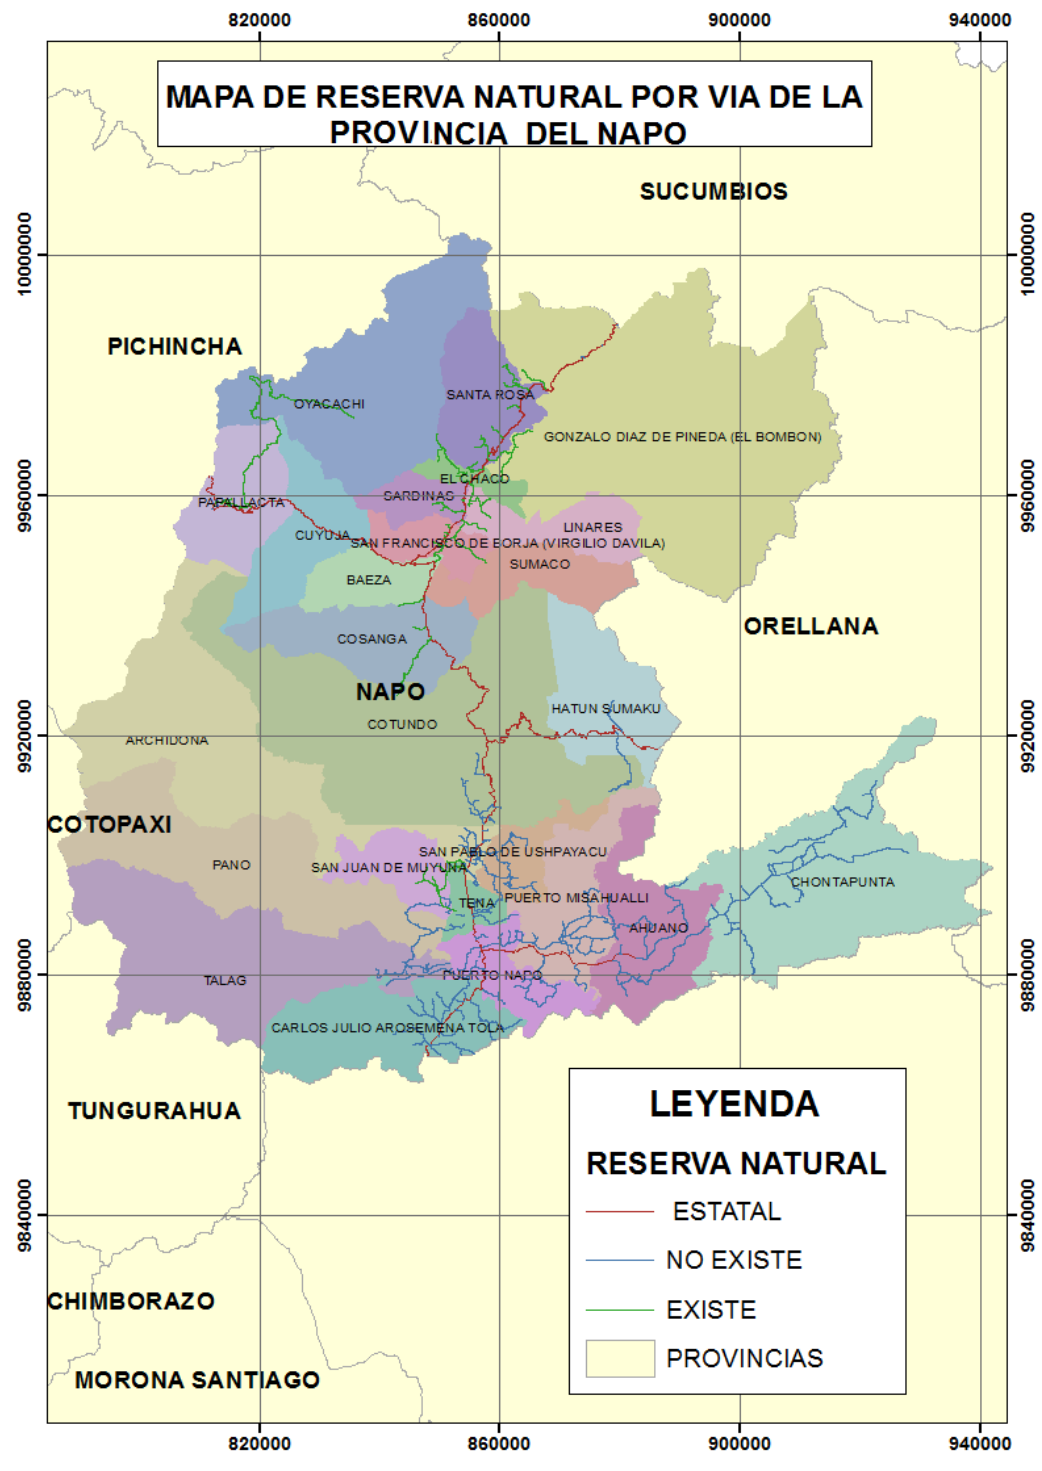 820000
860000
900000
940000
MAPA DE RESERVA NATURAL POR VIA DE LA
PROVINCIA DEL NAPO
SUCUMBIOS
10000000
10000000
PICHINCHA
SANTA ROSA
OYACACHI
GONZALO DIAZ DE PINEDA (EL BOMBON)
EL CHACO
9960000
9960000
SARDINAS
PAPALLACTA
LINARES
CUYUJA
SAN FRANCISCO DE BORJA (VIRGILIO DAVILA)
SUMACO
BAEZA
ORELLANA
COSANGA
NAPO
HATUN SUMAKU
COTUNDO
9920000
9920000
ARCHIDONA
COTOPAXI
SAN PABLO DE USHPAYACU
PANO
SAN JUAN DE MUYUNA
CHONTAPUNTA
PUERTO MISAHUALLI
TENA
AHUANO
9880000
9880000
TALAG
PUERTO NAPO
CARLOS JULIO AROSEMENA TOLA
TUNGURAHUA
LEYENDA
RESERVA NATURAL
ESTATAL
NO EXISTE
EXISTE
PROVINCIAS
9840000
9840000
CHIMBORAZO
MORONA SANTIAGO
820000
860000
900000
940000